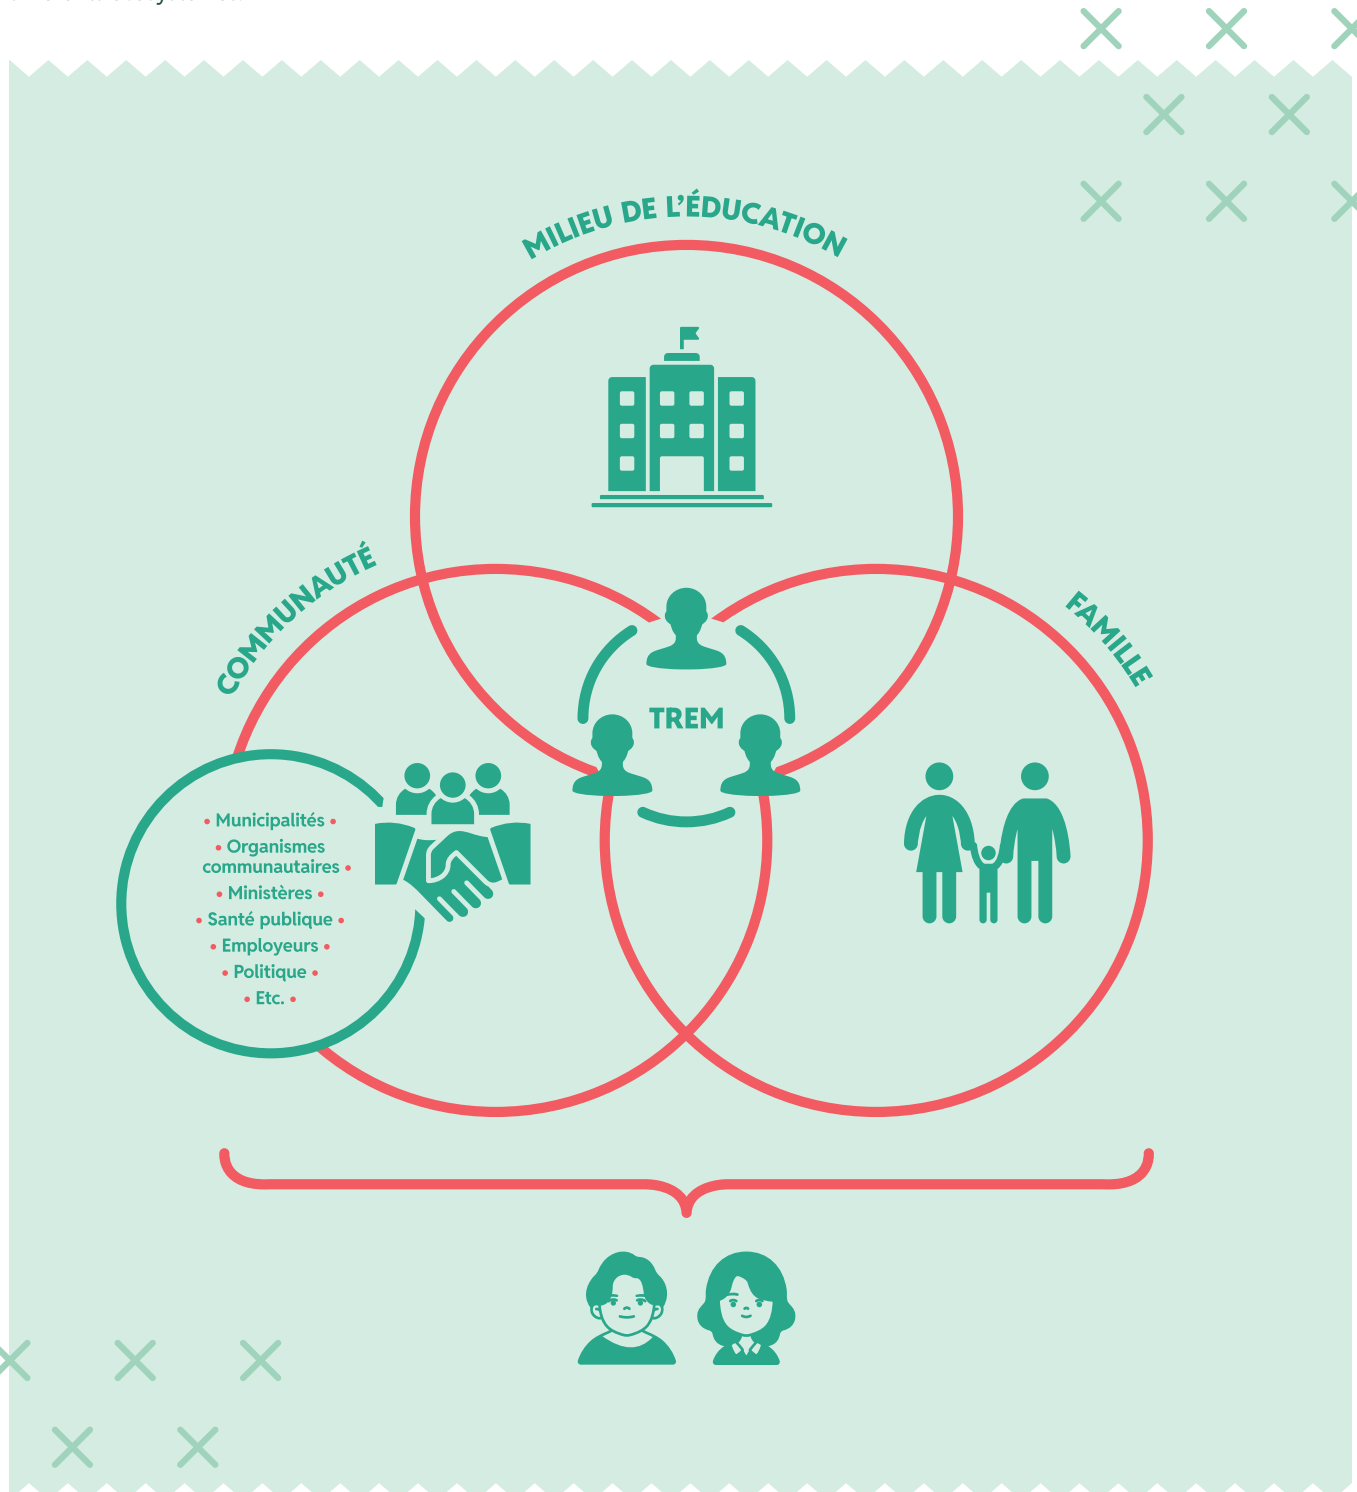 MILIEU DE L'ÉDUCATION
COMMUNAUTÉ
FAMILLE
TREM
• Municipalités •
• Organismes
communautaires •
• Ministères •
• Santé publique •
• Employeurs •
• Politique •
• Etc. •